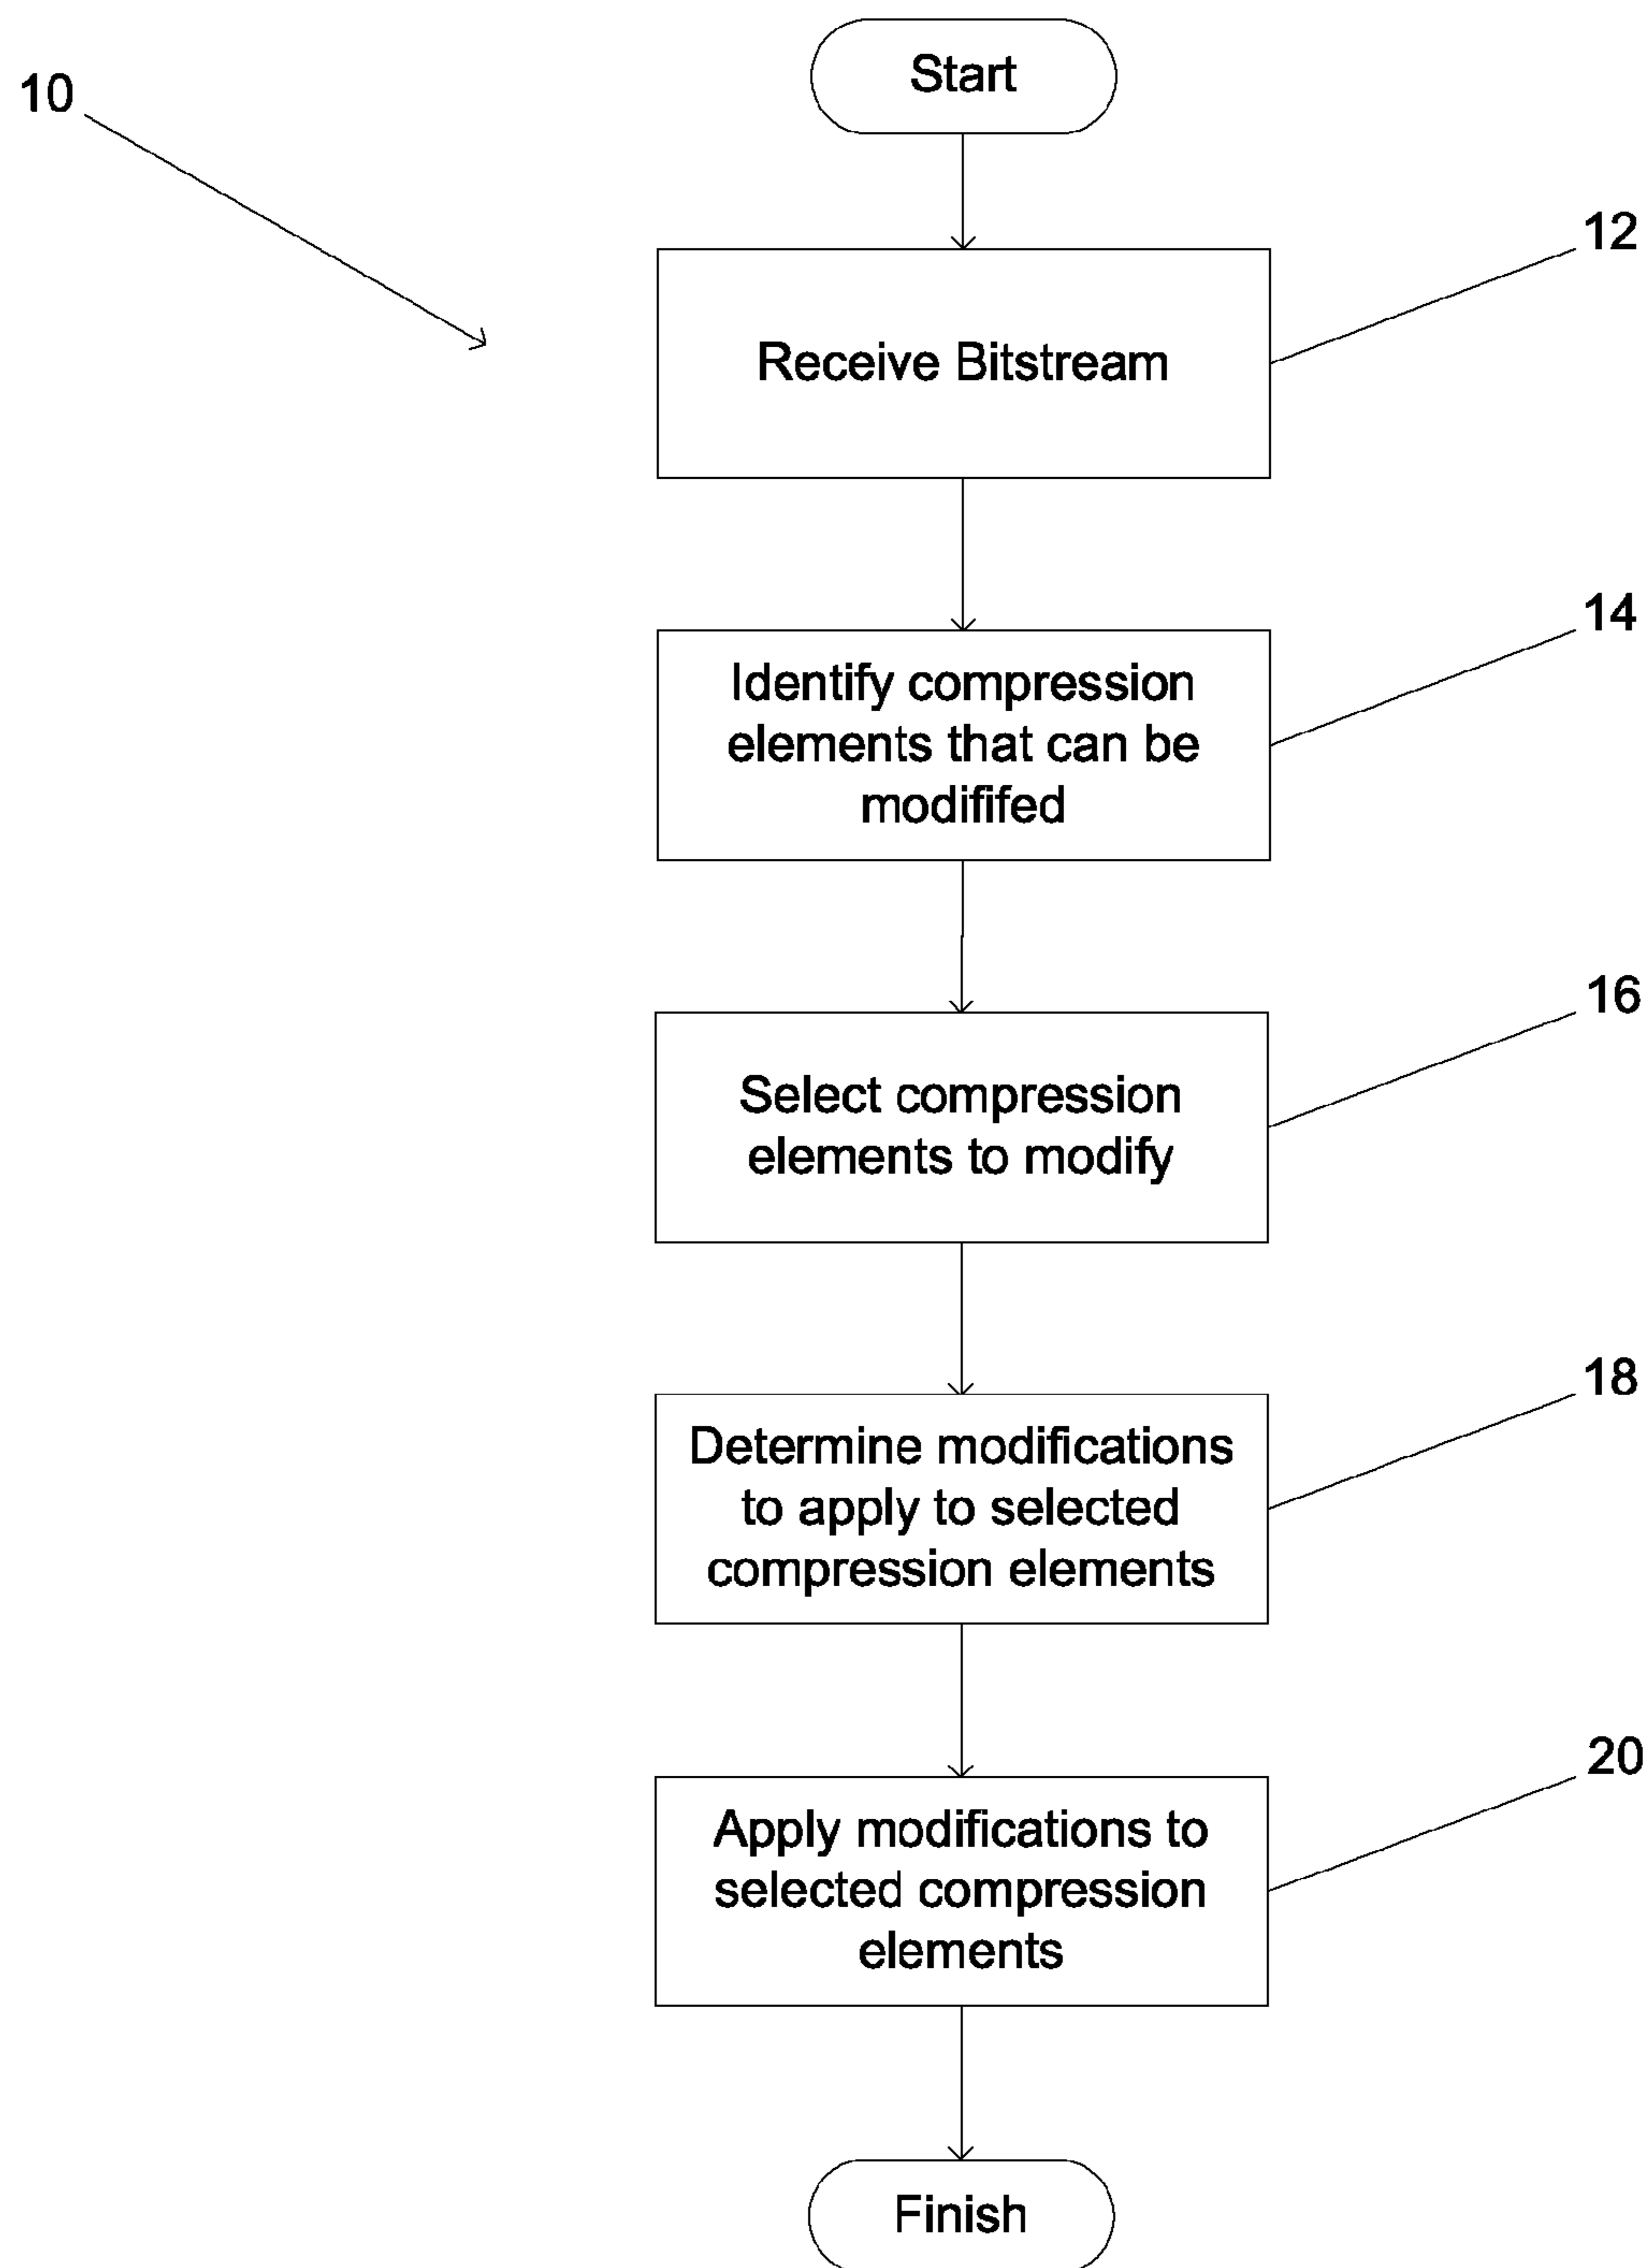 Start
10
12
Receive Bitstream
14
Identify compression
elements that can be
modififed
16
Select compression
elements to modify
18
Determine modifications
to apply to selected
compression elements
20
Apply modifications to
selected compression
elements
Finish